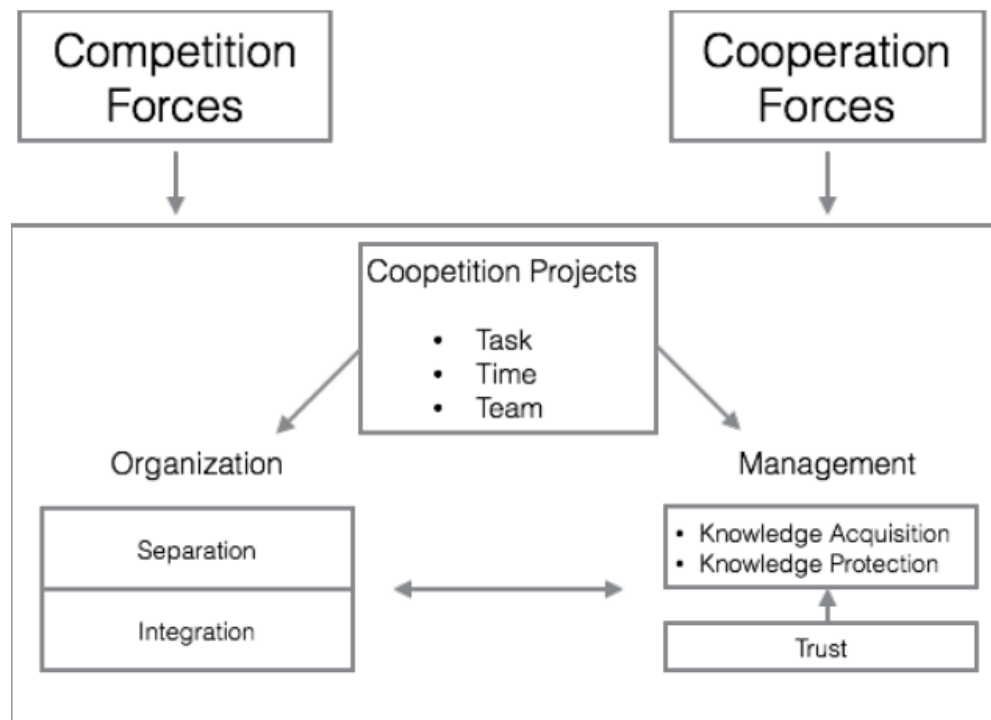 Competition
Forces
Cooperation
Forces
Coopetition Projects
• Task
• Time
• Team
Organization
Management
Separation
Integration
• Knowledge Acquisition
• Knowledge Protection
Trust